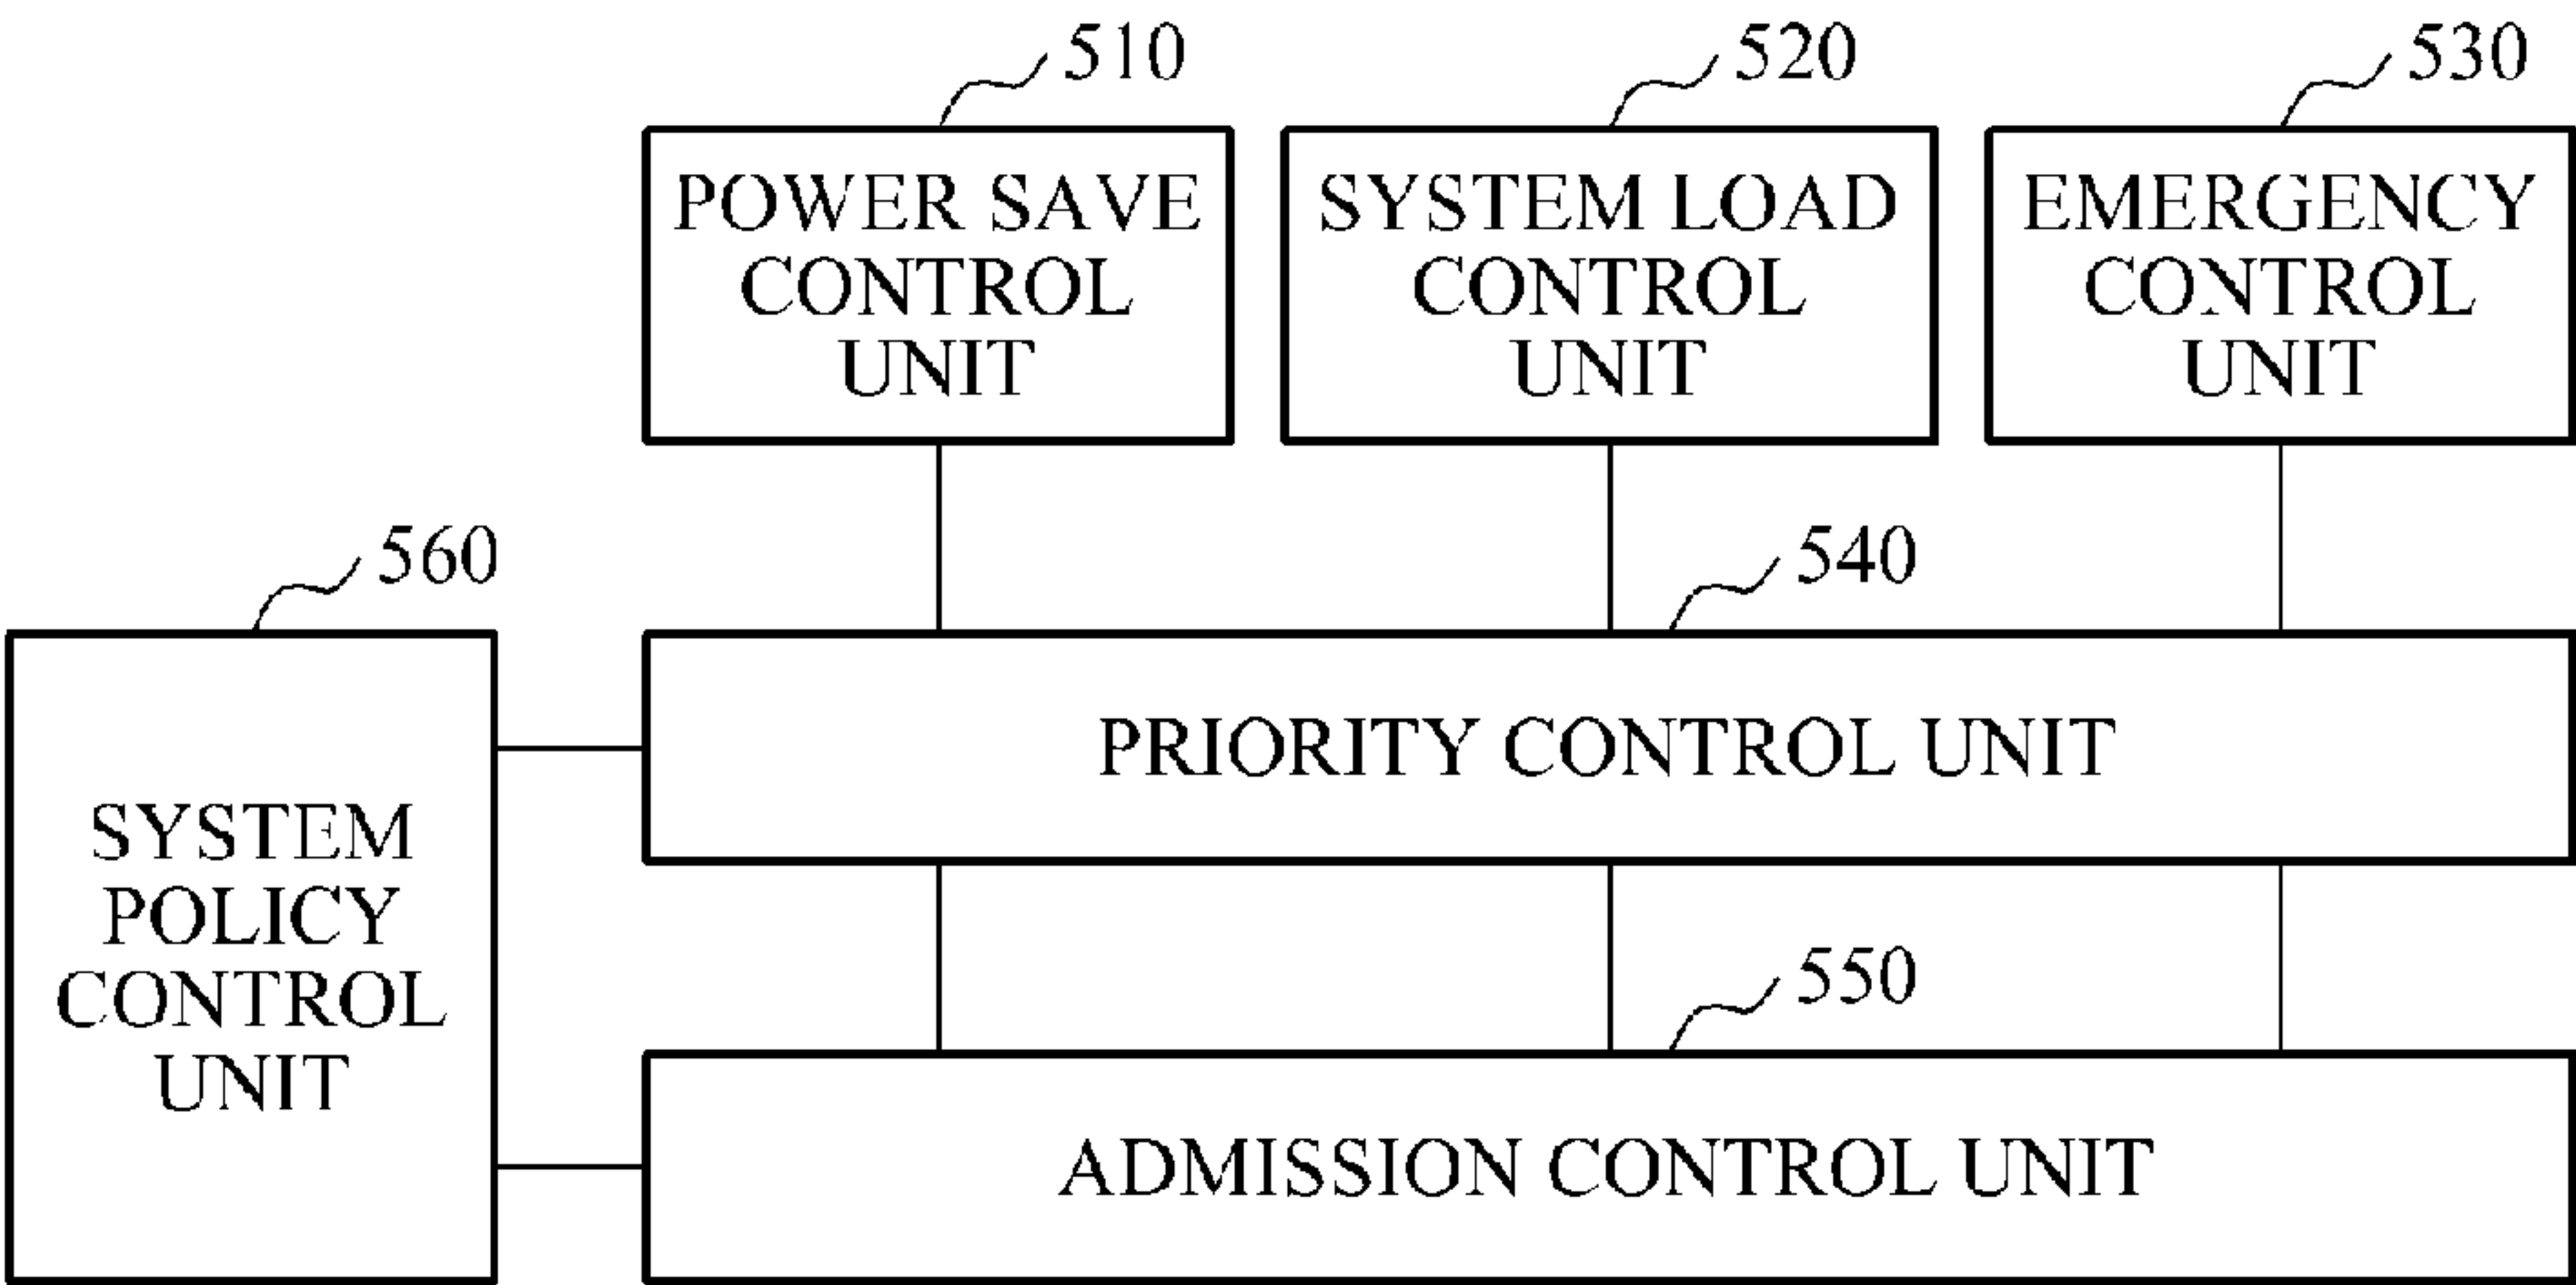 510
520
530
POWER SAVE
CONTROL
UNIT
SYSTEM LOAD
CONTROL
UNIT
EMERGENCY
CONTROL
UNIT
560
540
SYSTEM
POLICY
CONTROL
UNIT
PRIORITY CONTROL UNIT
550
ADMISSION CONTROL UNIT